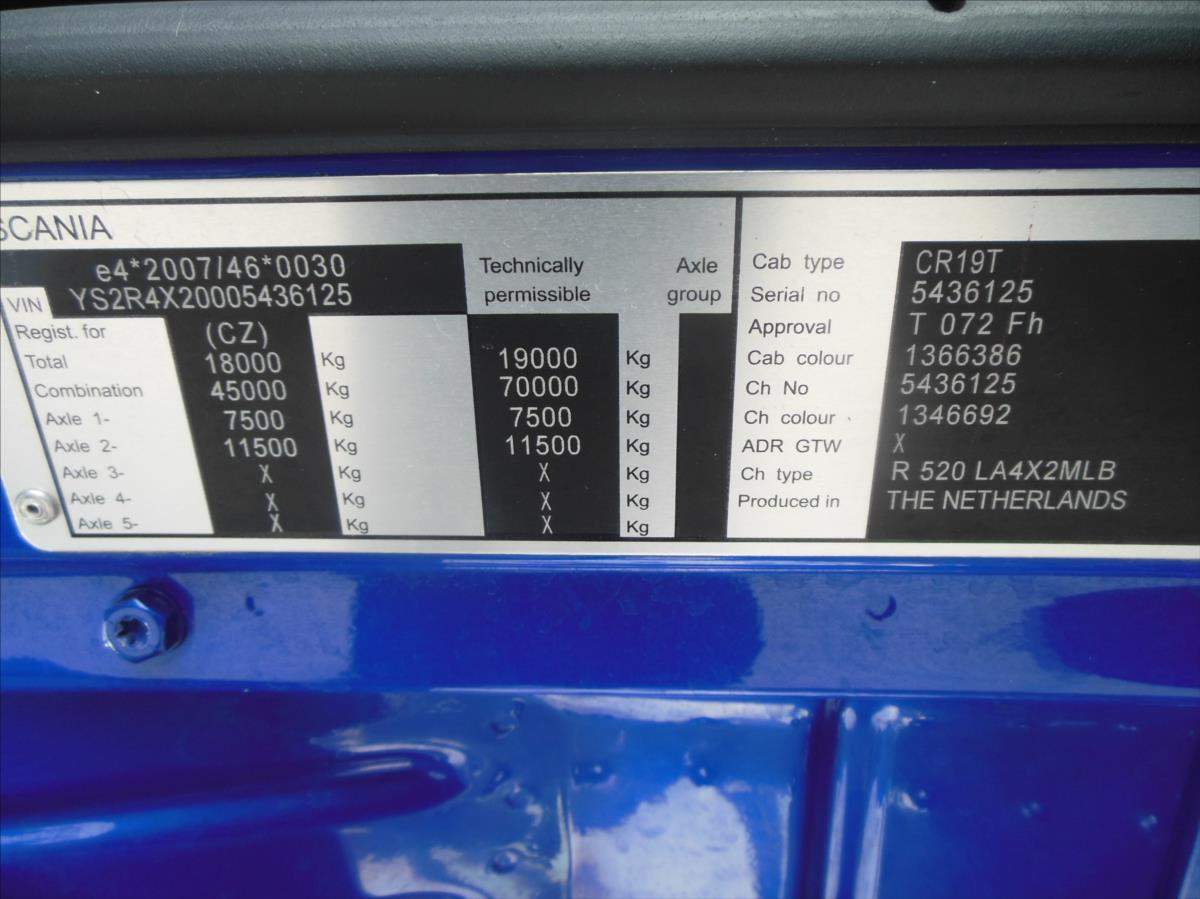 SCANIA
e4*2007/46*0030
VIN YS2R4X20005436125
Technically permissible
Axle group
Regist. for (CZ)
Total 18000 Kg 19000 Kg
Combination 45000 Kg 70000 Kg
Axle 1- 7500 Kg 7500 Kg
Axle 2- 11500 Kg 11500 Kg
Axle 3- X Kg X Kg
Axle 4- X Kg X Kg
Axle 5- X Kg X Kg
Cab type CR19T
Serial no 5436125
Approval T 072 Fh
Cab colour 1366386
Ch No 5436125
Ch colour 1346692
ADR GTW X
Ch type R 520 LA4X2MLB
Produced in THE NETHERLANDS